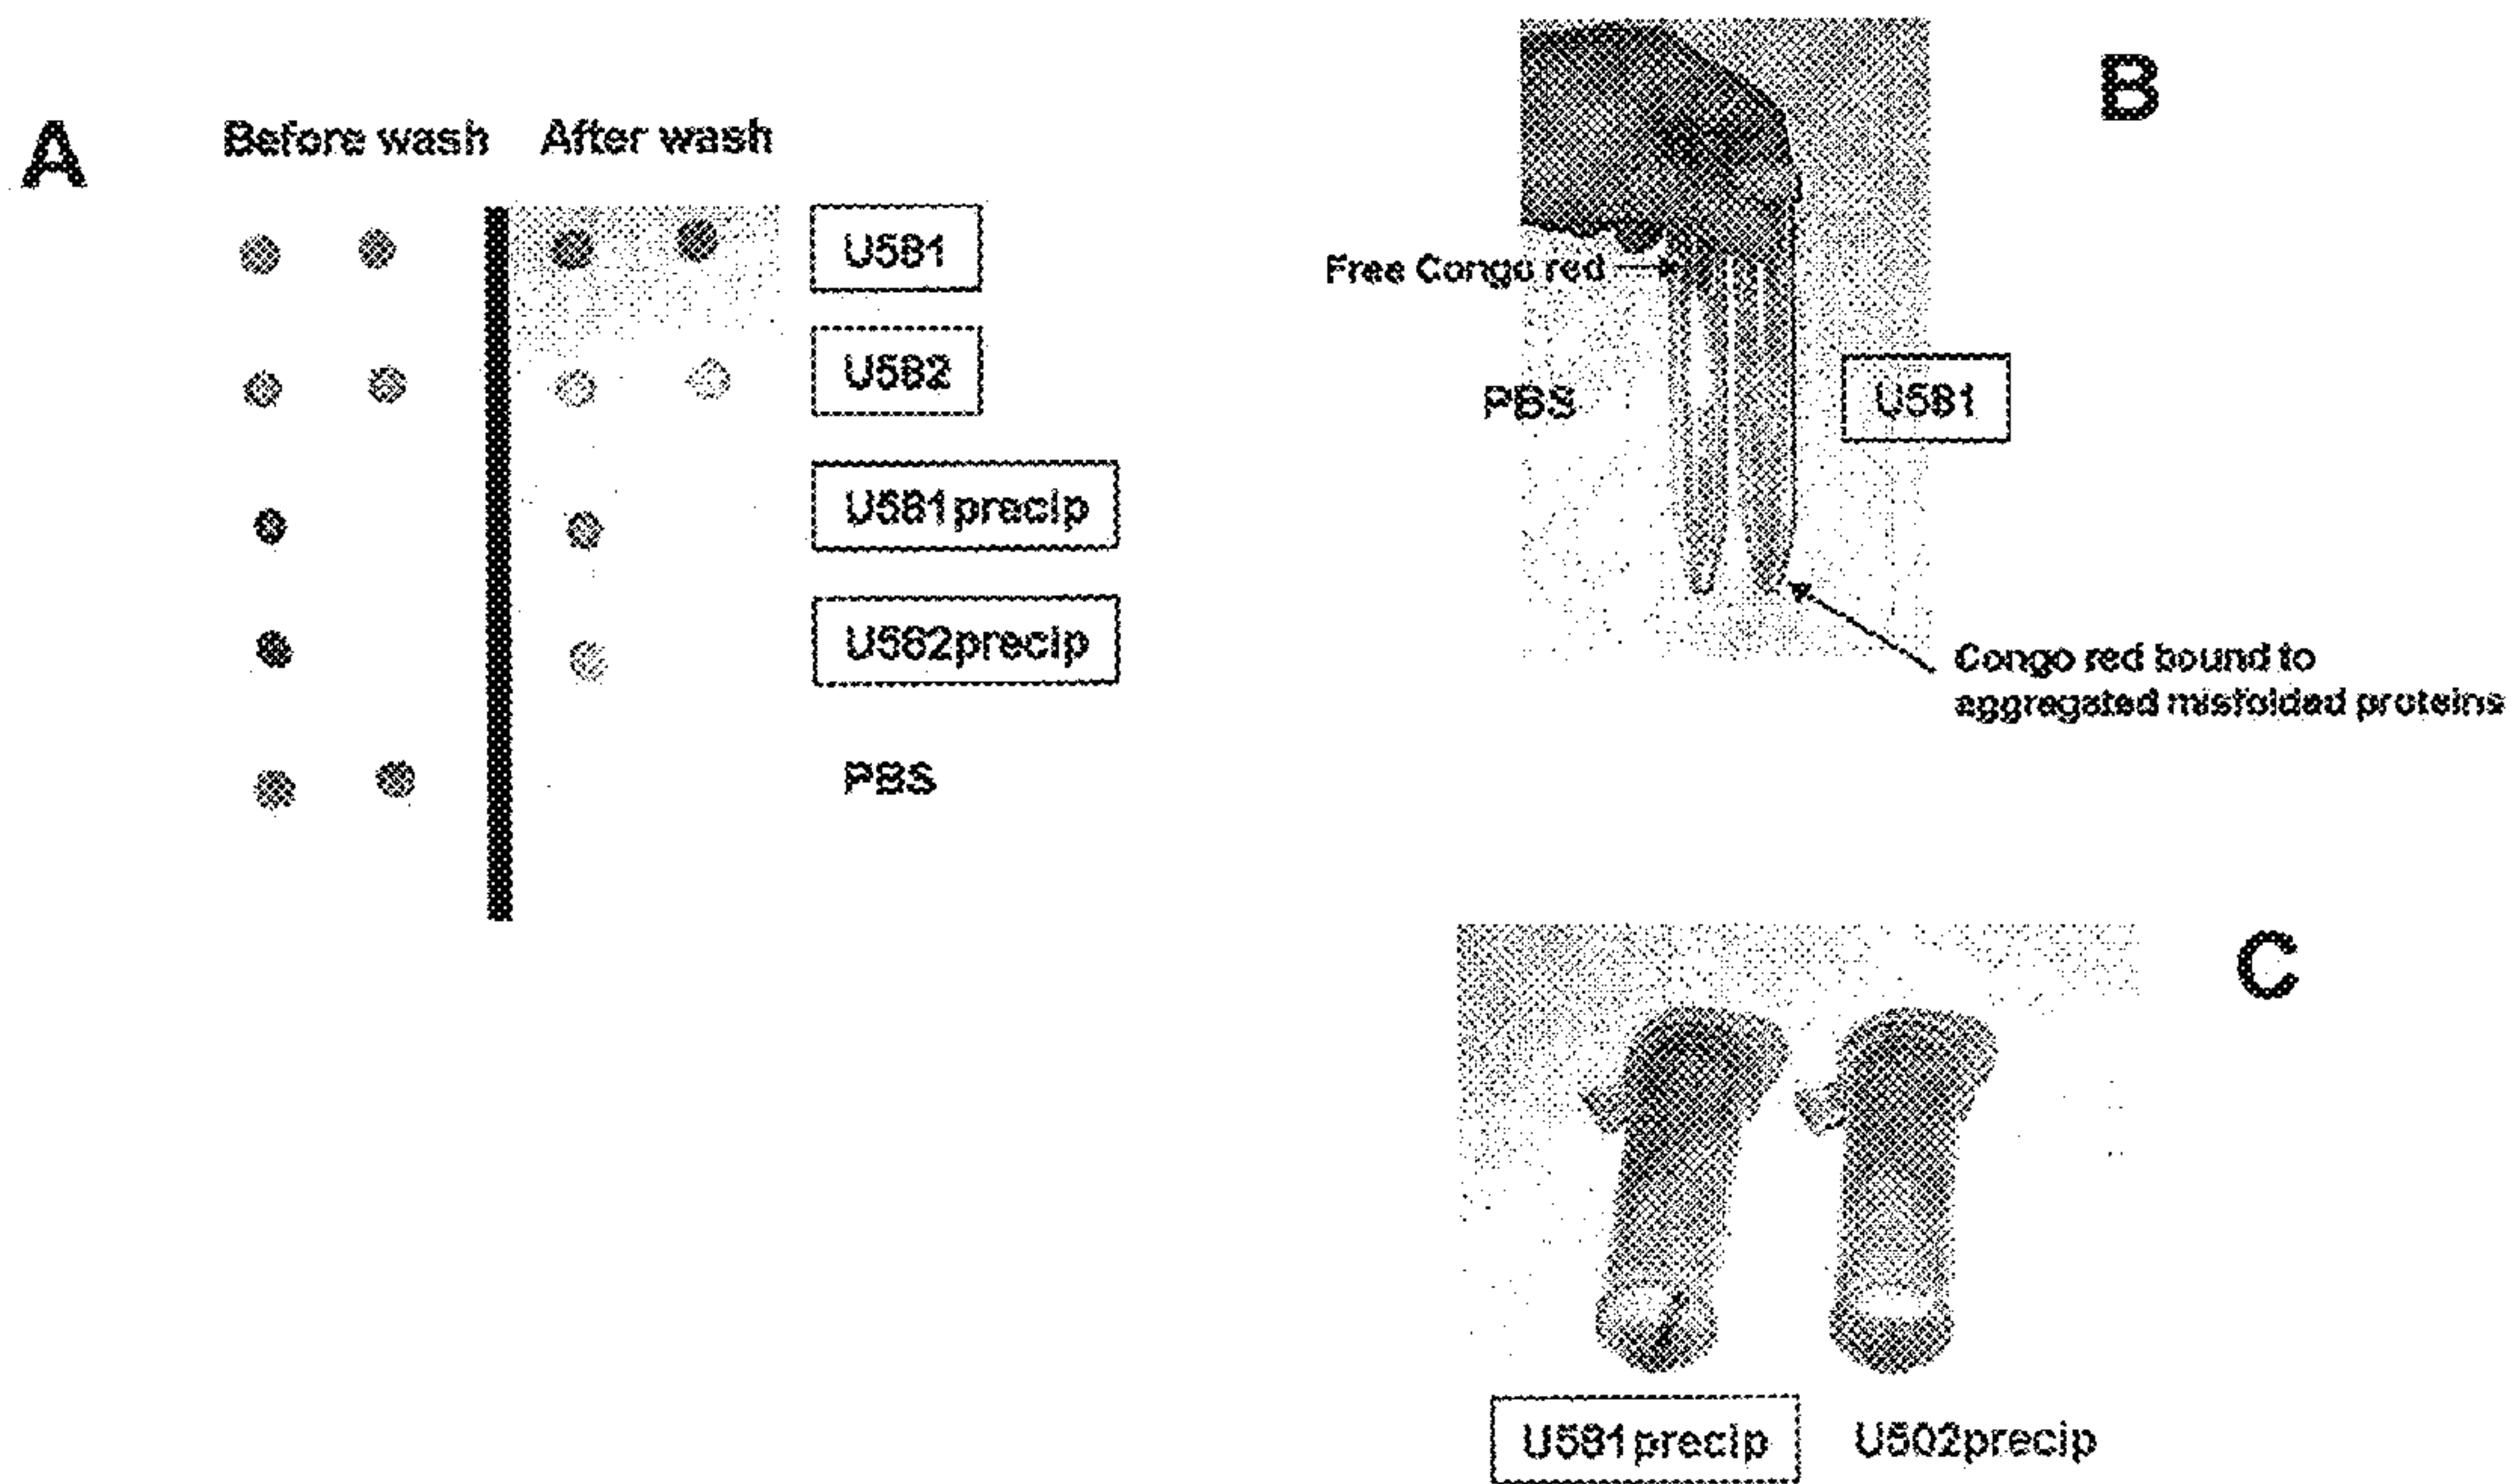 A
Before wash After wash
U581
U582
U581precip
U582precip
PBS
B
Free Congo red
PBS
U581
Congo red bound to
aggregated misfolded proteins
C
U581precip U502precip